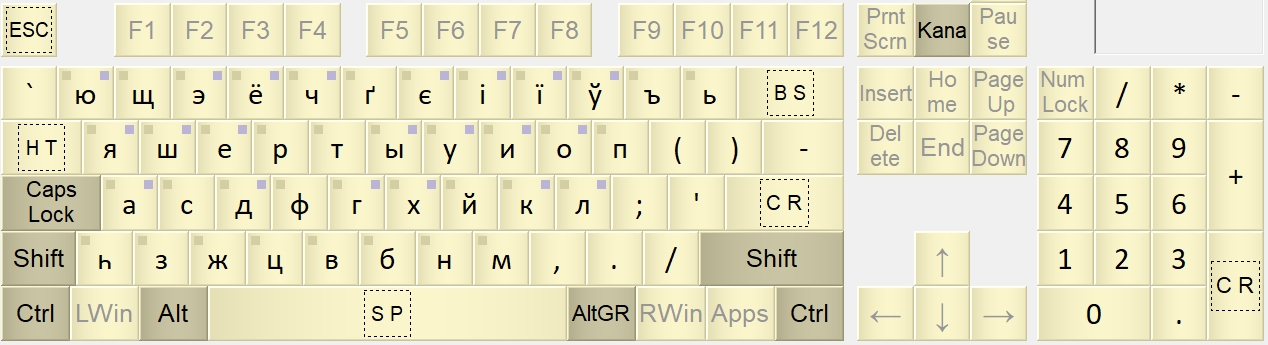 ESC F1 F2 F3 F4 F5 F6 F7 F8 F9 F10 F11 F12 Prnt Scrn Kana Pause
` ю щ э ё ч ґ є і ї ў ъ ь BS Insert Home Page Up Num Lock / * -
HT я ш е р т ы у и о п ( ) - Delete End Page Down 7 8 9 +
Caps Lock а с д ф г х й к л ; ' CR 4 5 6
Shift һ з ж ц в б н м , . / Shift ↑ 1 2 3 CR
Ctrl LWin Alt SP AltGR RWin Apps Ctrl ← ↓ → 0 .